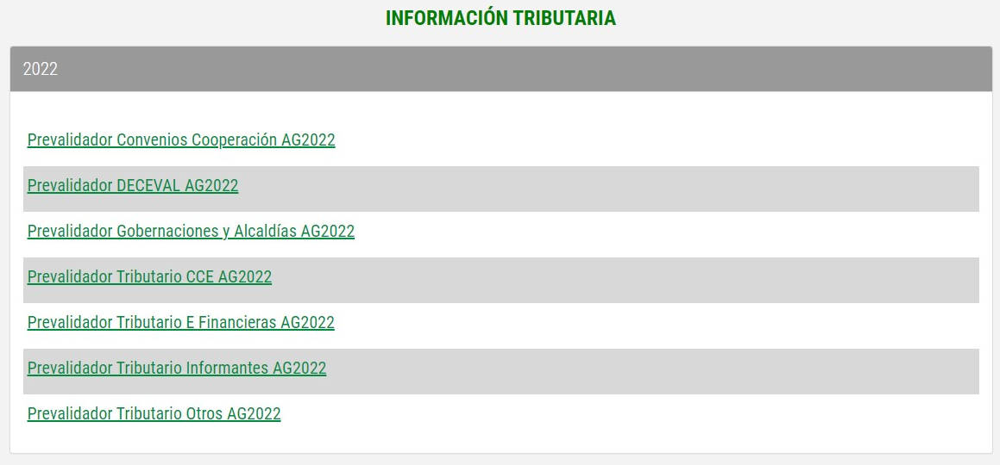 INFORMACIÓN TRIBUTARIA
2022
Prevalidador Convenios Cooperación AG2022
Prevalidador DECEVAL AG2022
Prevalidador Gobernaciones y Alcaldías AG2022
Prevalidador Tributario CCE AG2022
Prevalidador Tributario E Financieras AG2022
Prevalidador Tributario Informantes AG2022
Prevalidador Tributario Otros AG2022